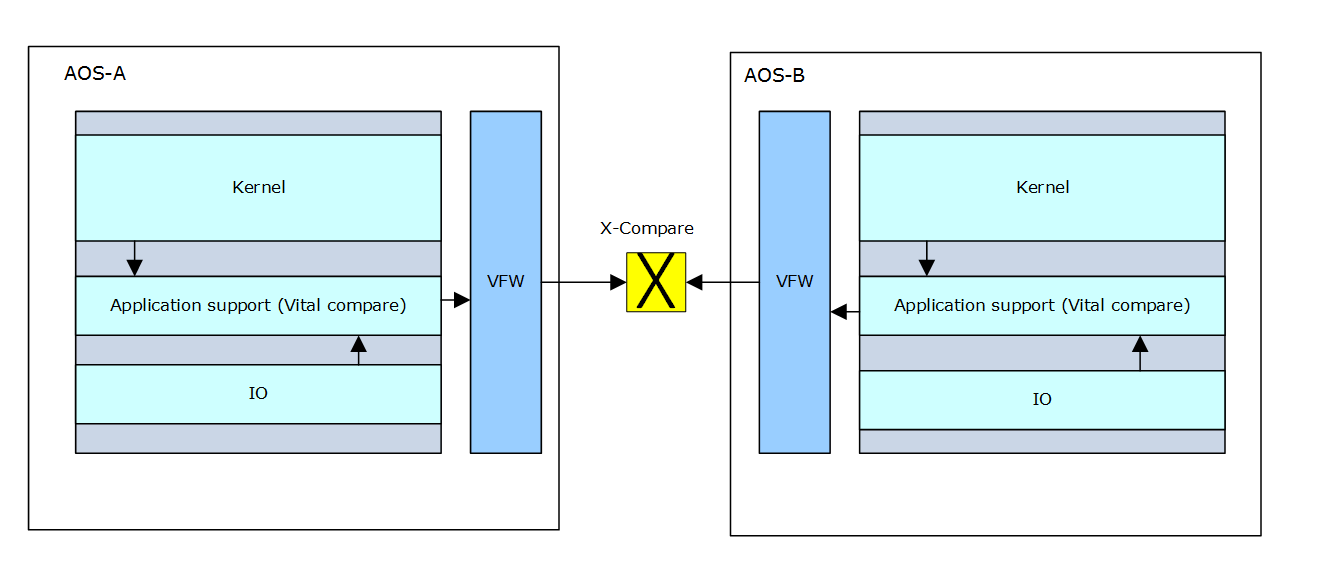 AOS-A
Kernel
Application support (Vital compare)
IO
VFW
X-Compare
X
AOS-B
VFW
Kernel
Application support (Vital compare)
IO